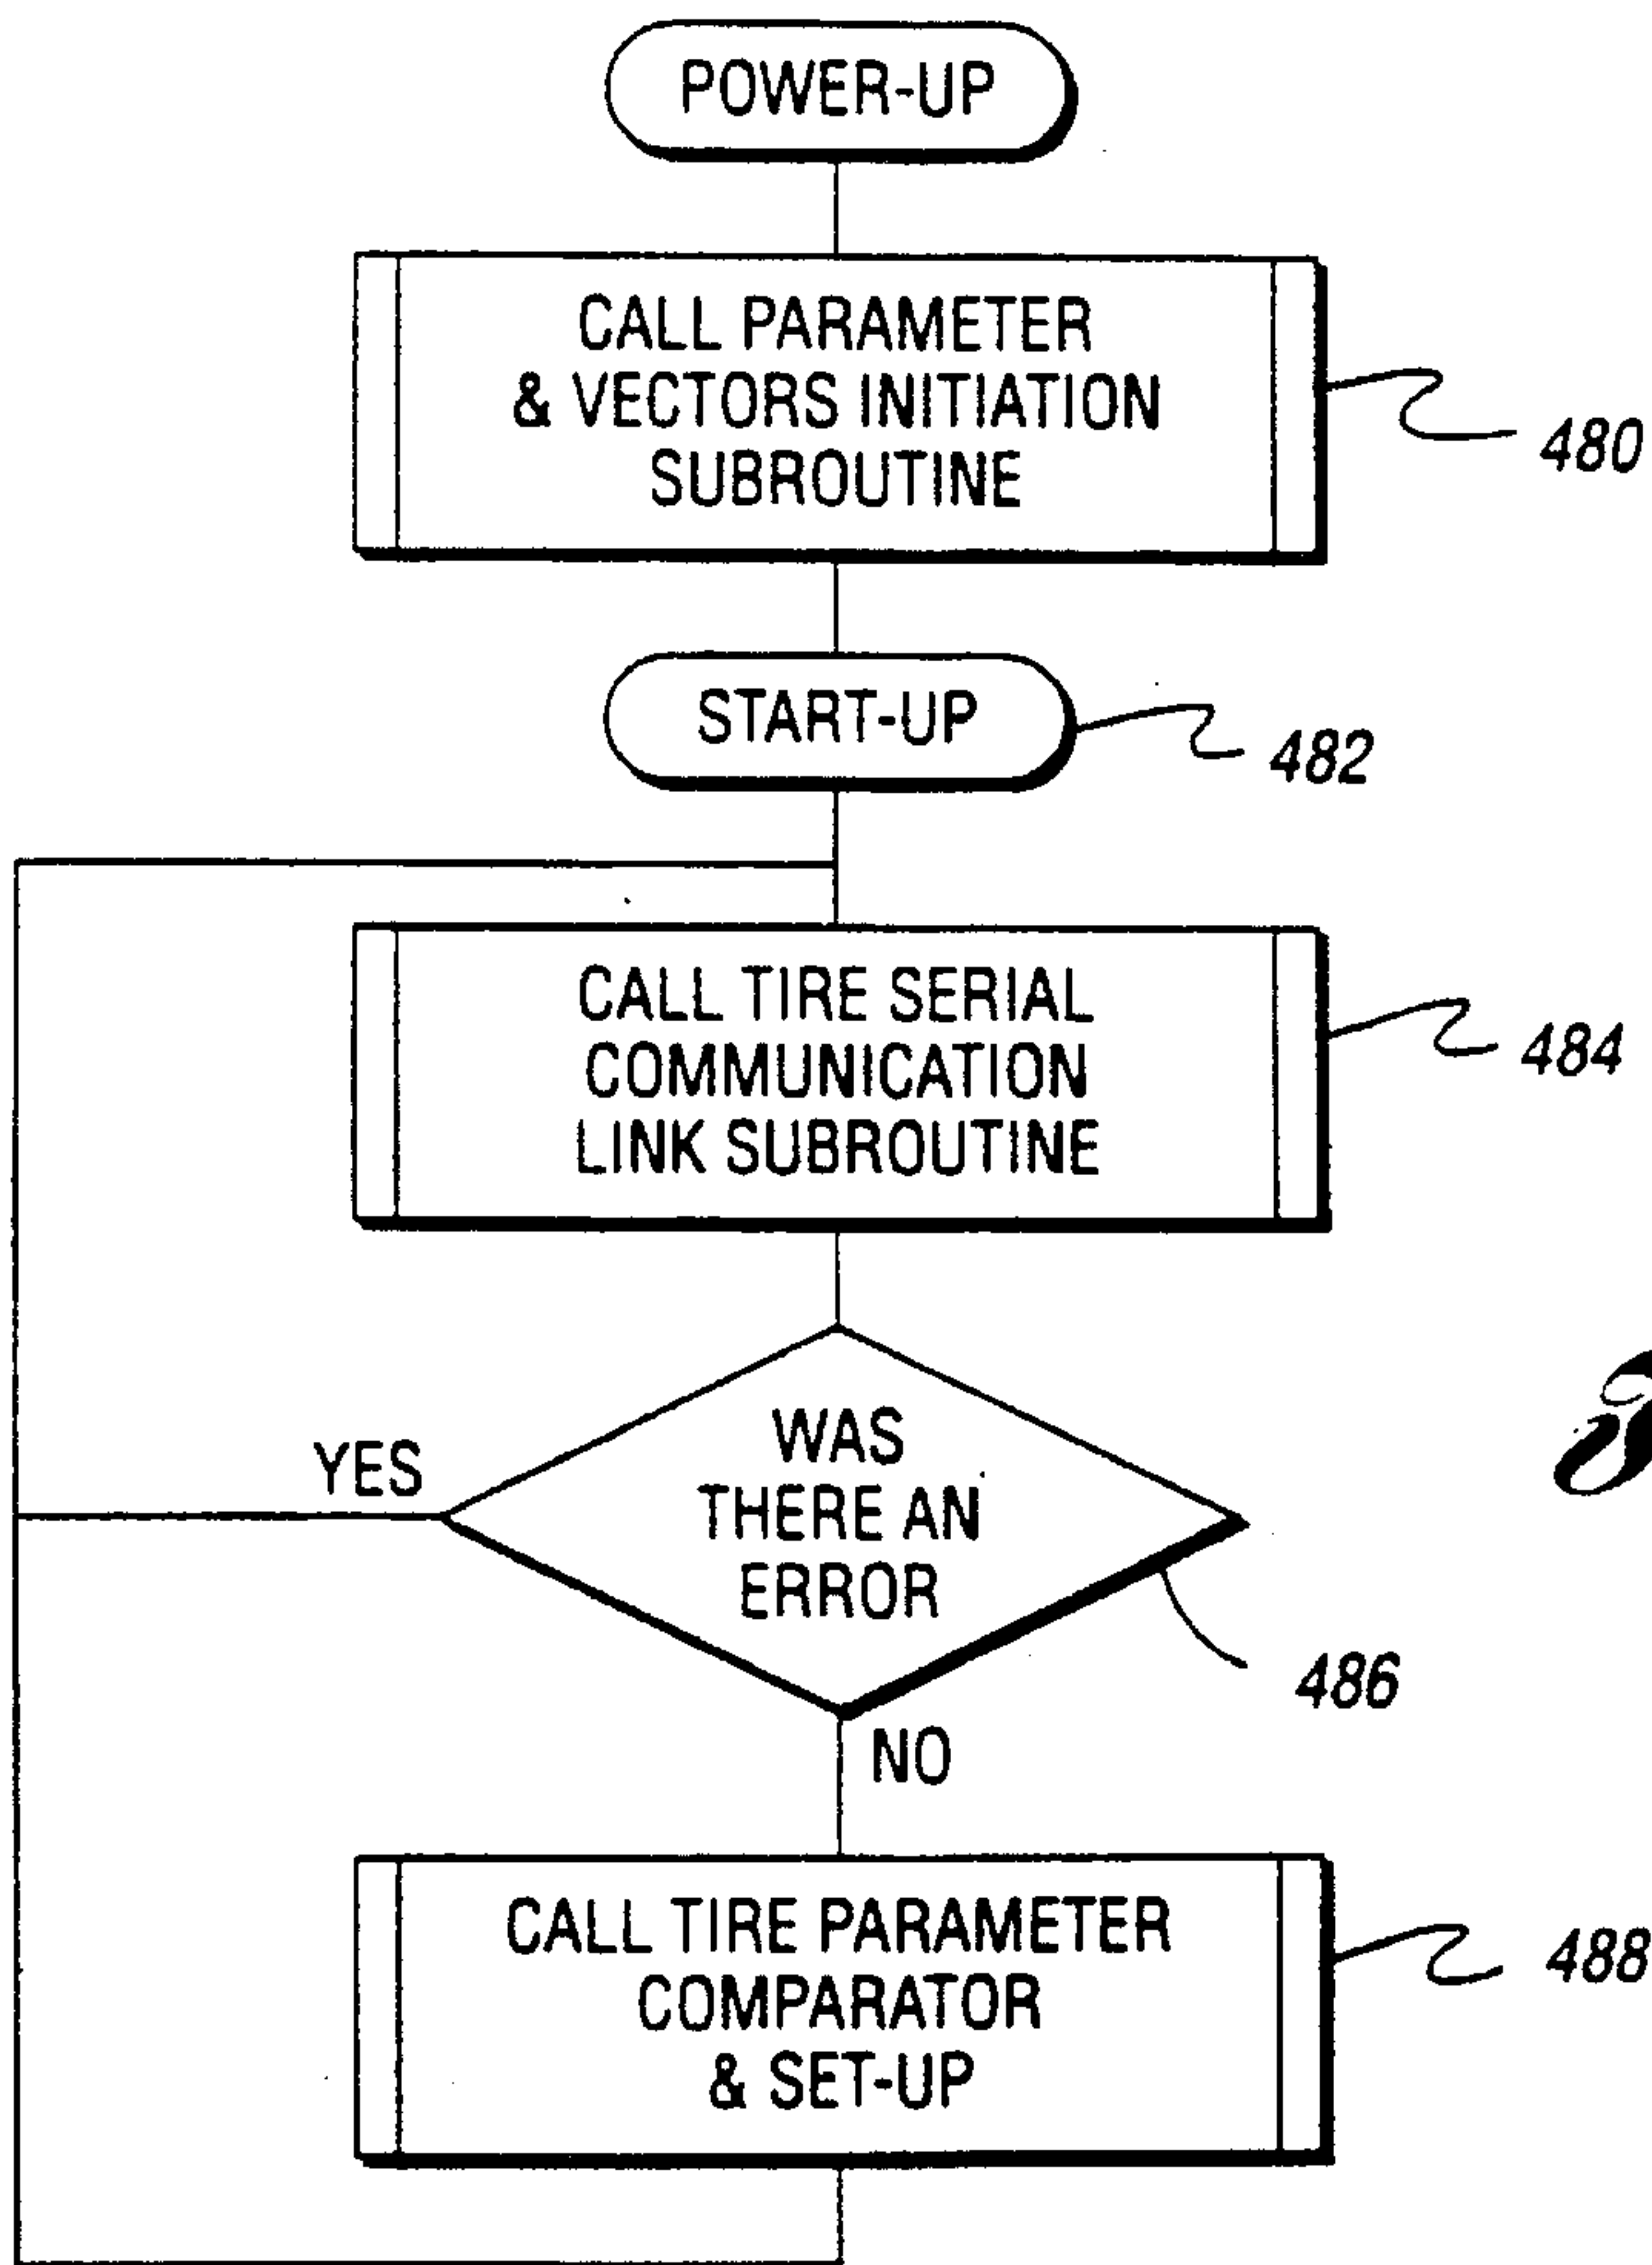 POWER-UP
CALL PARAMETER
& VECTORS INITIATION
SUBROUTINE
480
START-UP
482
CALL TIRE SERIAL
COMMUNICATION
LINK SUBROUTINE
484
WAS
THERE AN
ERROR
YES
486
NO
CALL TIRE PARAMETER
COMPARATOR
& SET-UP
488